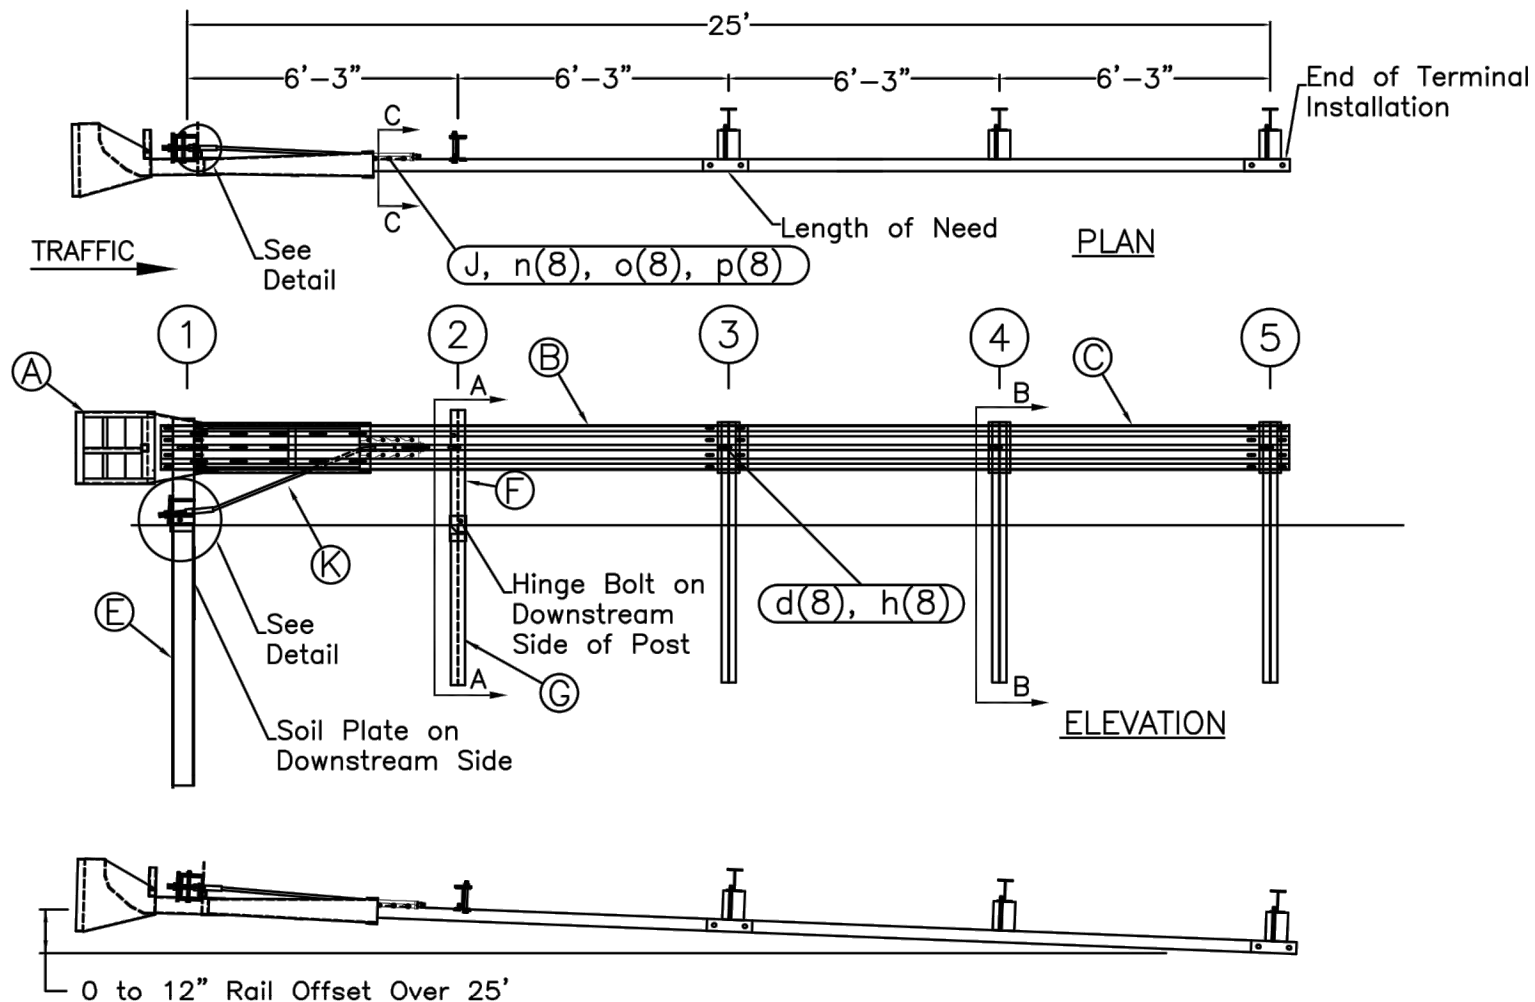 25'
6'-3" 6'-3" 6'-3" 6'-3"
End of Terminal
Installation
C
C
Length of Need
PLAN
TRAFFIC
See
Detail
J, n(8), o(8), p(8)
1 2 3 4 5
A
B
C
A
B
F
K
Hinge Bolt on
Downstream
Side of Post
d(8), h(8)
E
See
Detail
A
G
B
ELEVATION
Soil Plate on
Downstream Side
0 to 12" Rail Offset Over 25'